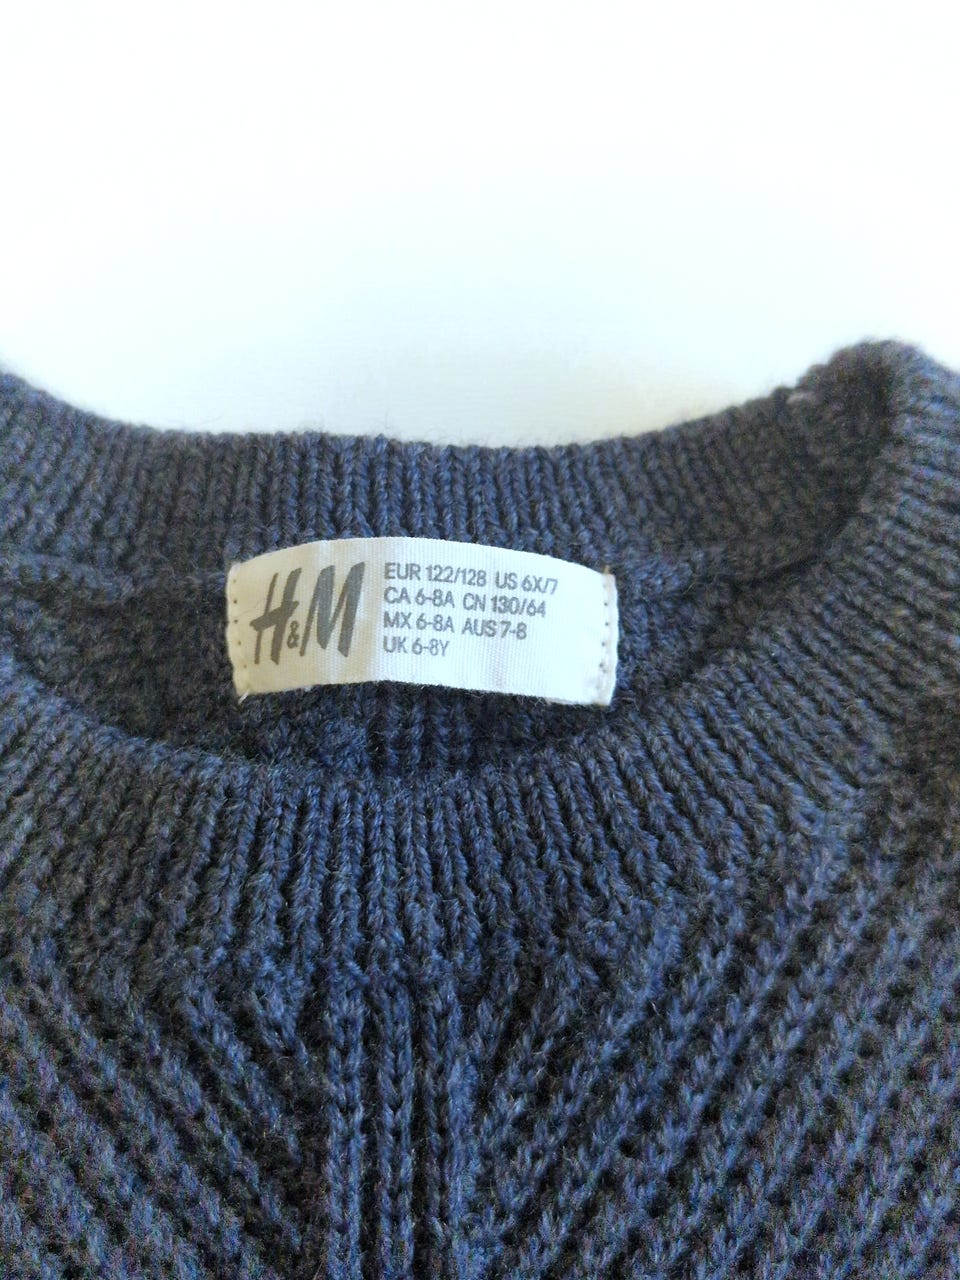 H&M
EUR 122/128 US 6X/7
CA 6-8A CN 130/64
MX 6-8A AUS 7-8
UK 6-8Y